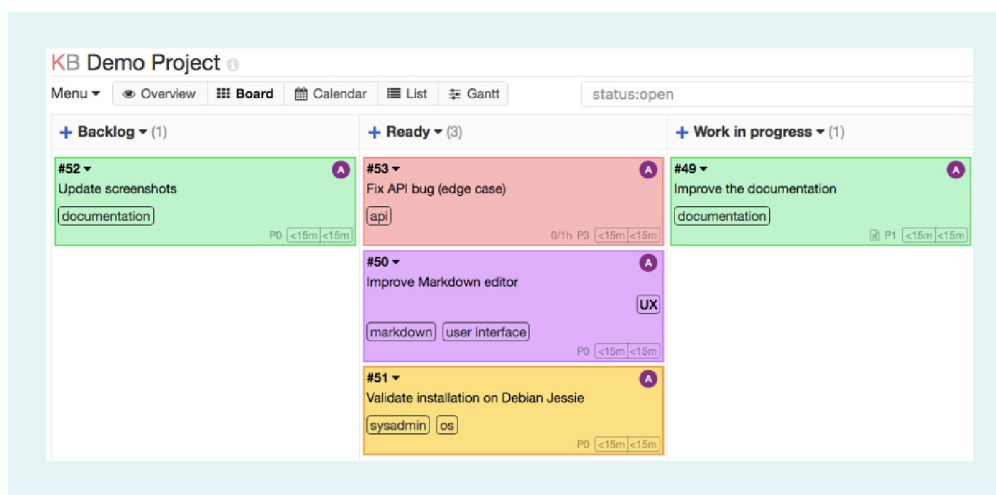 KB Demo Project
Menu Overview Board Calendar List Gantt status:open
+ Backlog (1)
#52 A
Update screenshots
documentation
P0 <15m <15m
+ Ready (3)
#53 A
Fix API bug (edge case)
api
0/1h P3 <15m <15m
#50 A
Improve Markdown editor
UX
markdown user interface
P0 <15m <15m
#51 A
Validate installation on Debian Jessie
sysadmin os
P0 <15m <15m
+ Work in progress (1)
#49 A
Improve the documentation
documentation
P1 <15m <15m